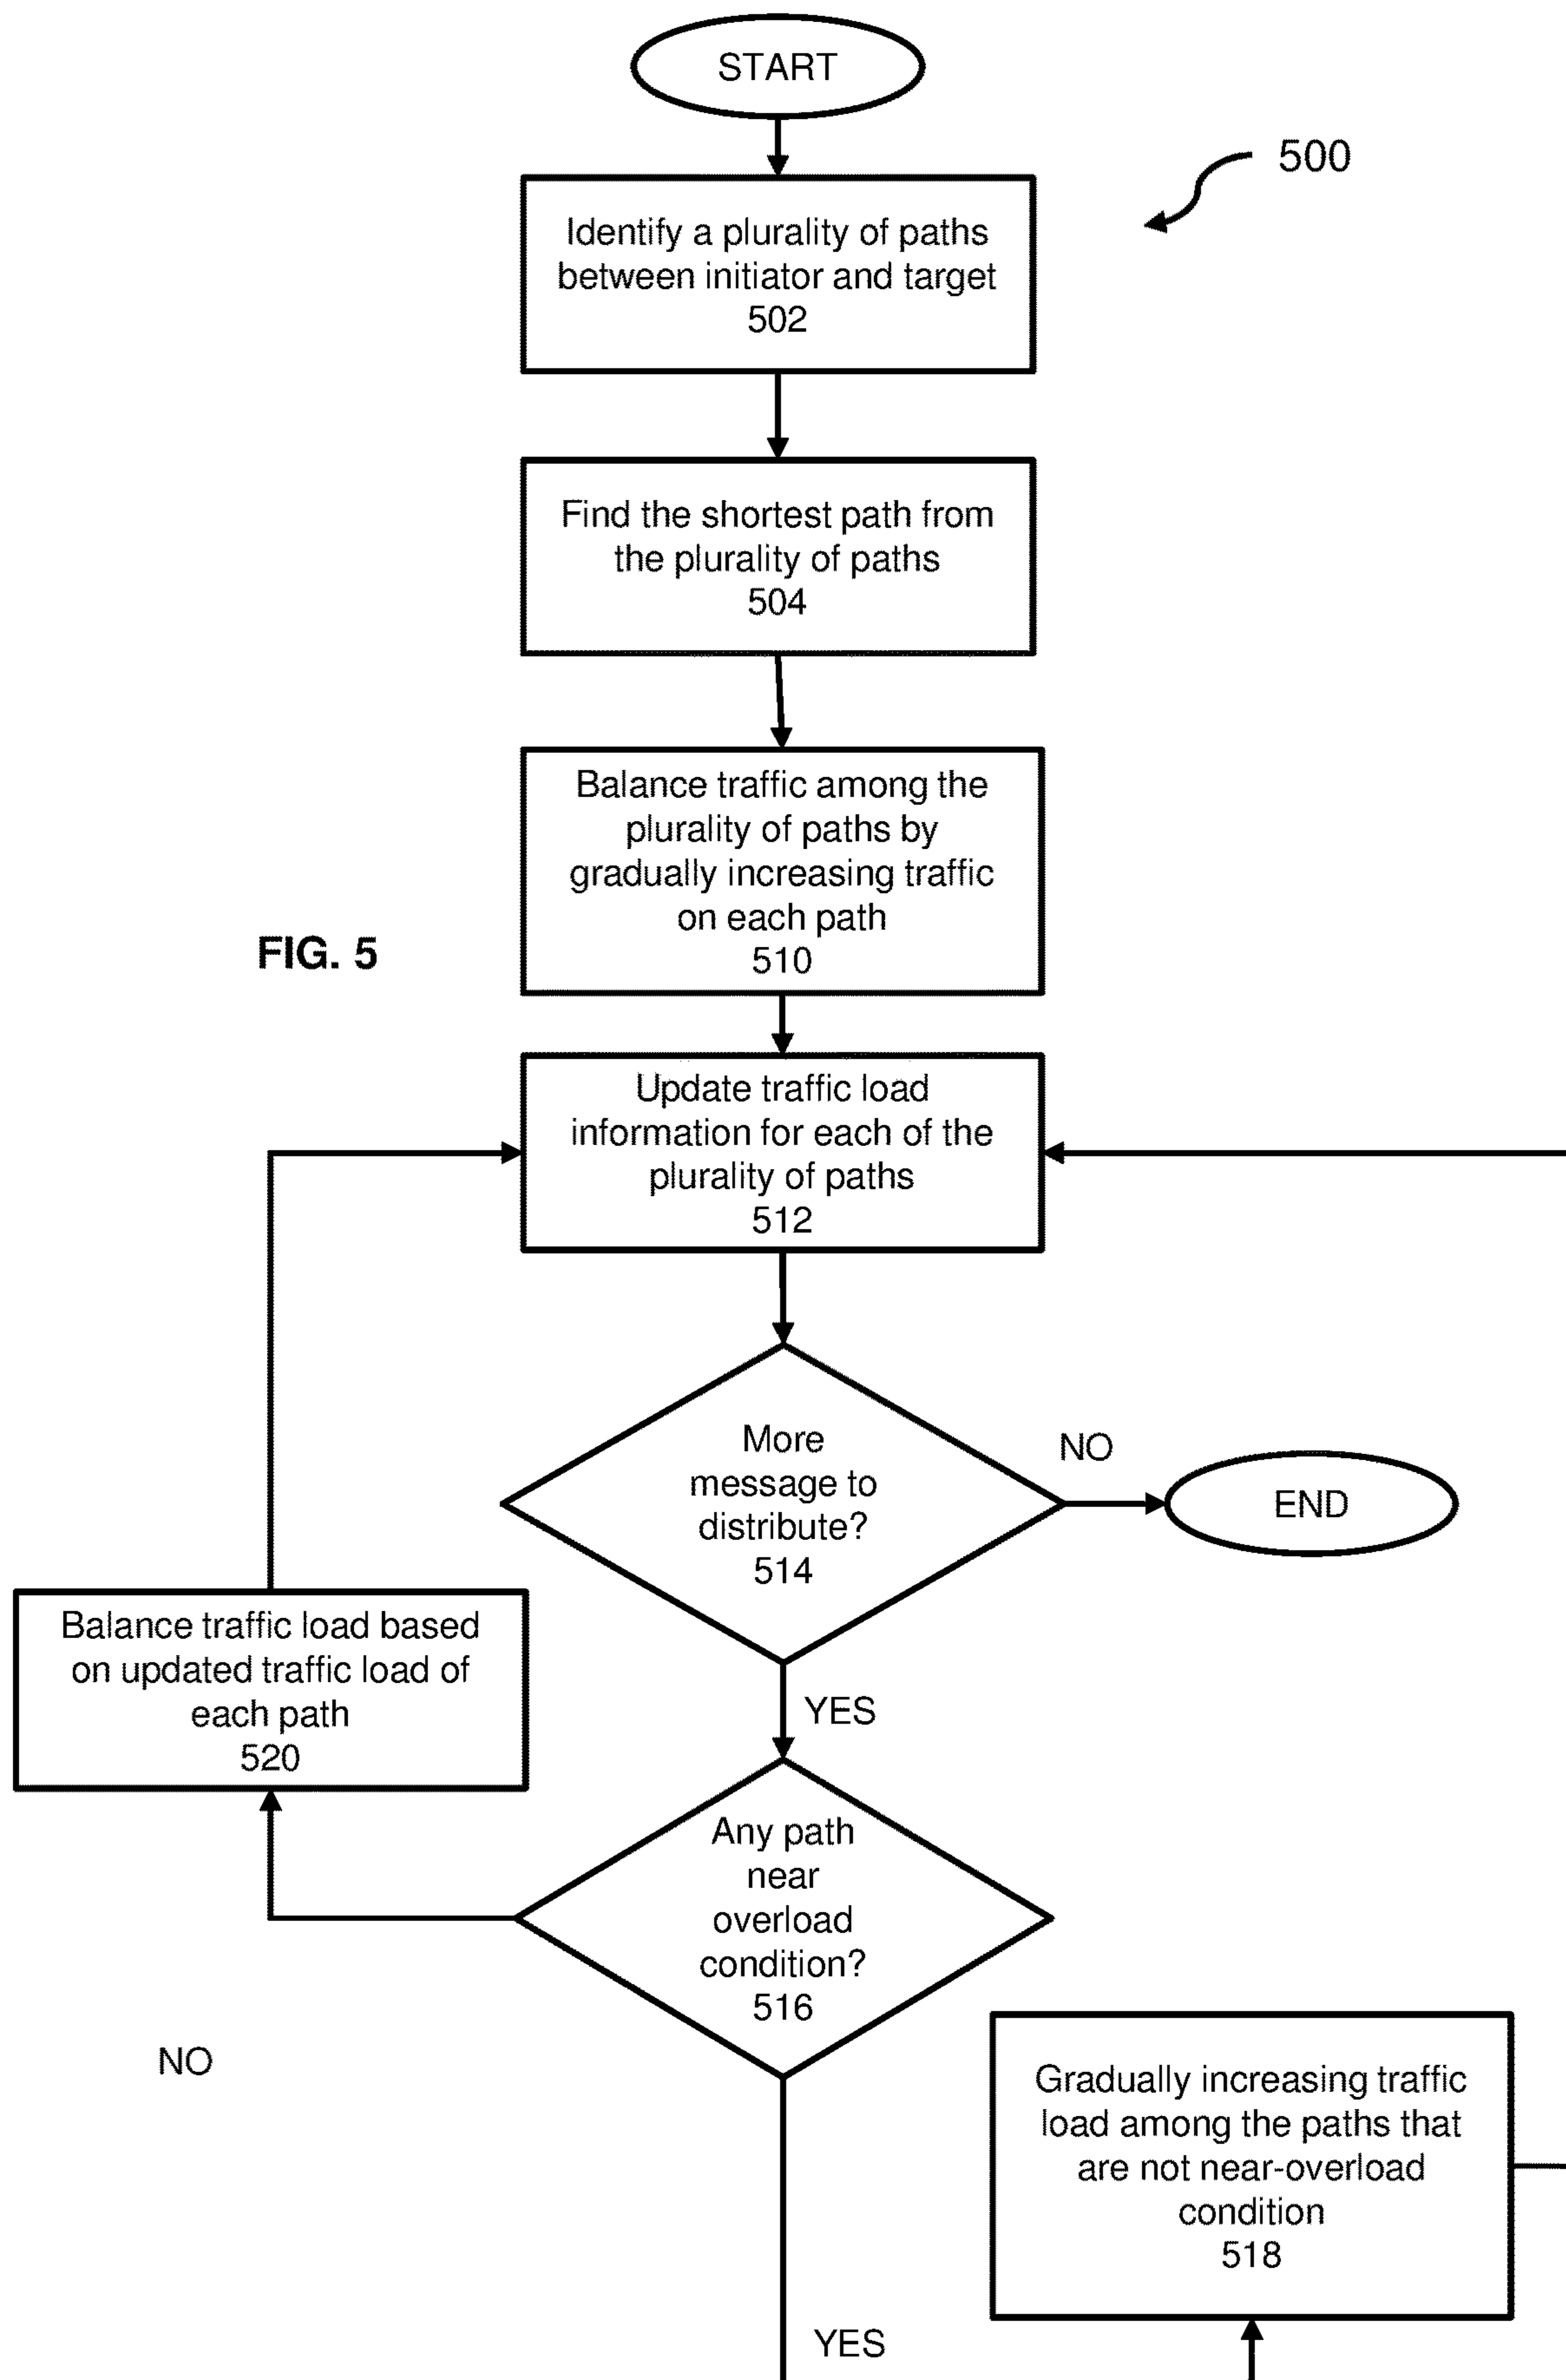 START
500
Identify a plurality of paths
between initiator and target
502
Find the shortest path from
the plurality of paths
504
Balance traffic among the
plurality of paths by
gradually increasing traffic
on each path
510
FIG. 5
Update traffic load
information for each of the
plurality of paths
512
More
message to
distribute?
514
NO
END
Balance traffic load based
on updated traffic load of
each path
520
YES
Any path
near
overload
condition?
516
NO
Gradually increasing traffic
load among the paths that
are not near-overload
condition
518
YES